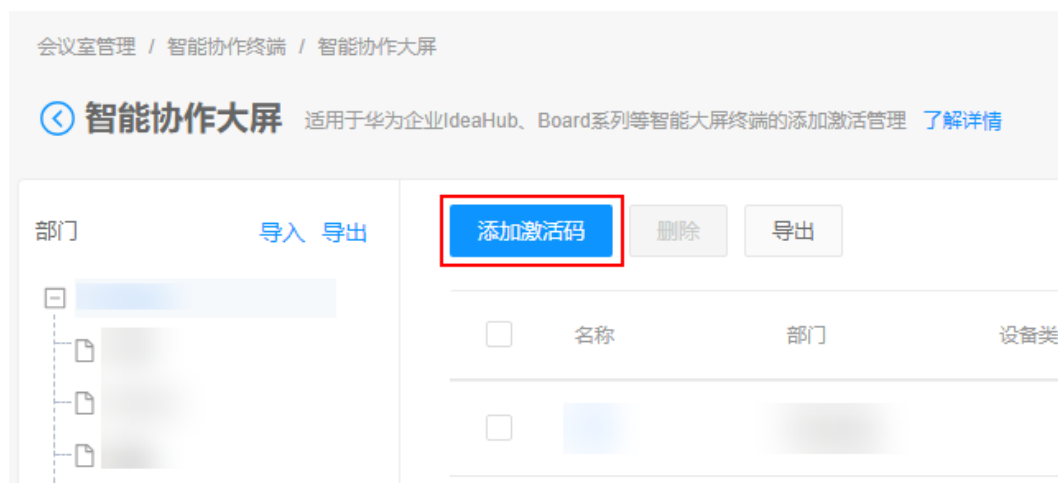 会议室管理 / 智能协作终端 / 智能协作大屏
智能协作大屏 适用于华为企业IdeaHub、Board系列等智能大屏终端的添加激活管理 了解详情
部门 导入 导出
添加激活码 删除 导出
名称 部门 设备类